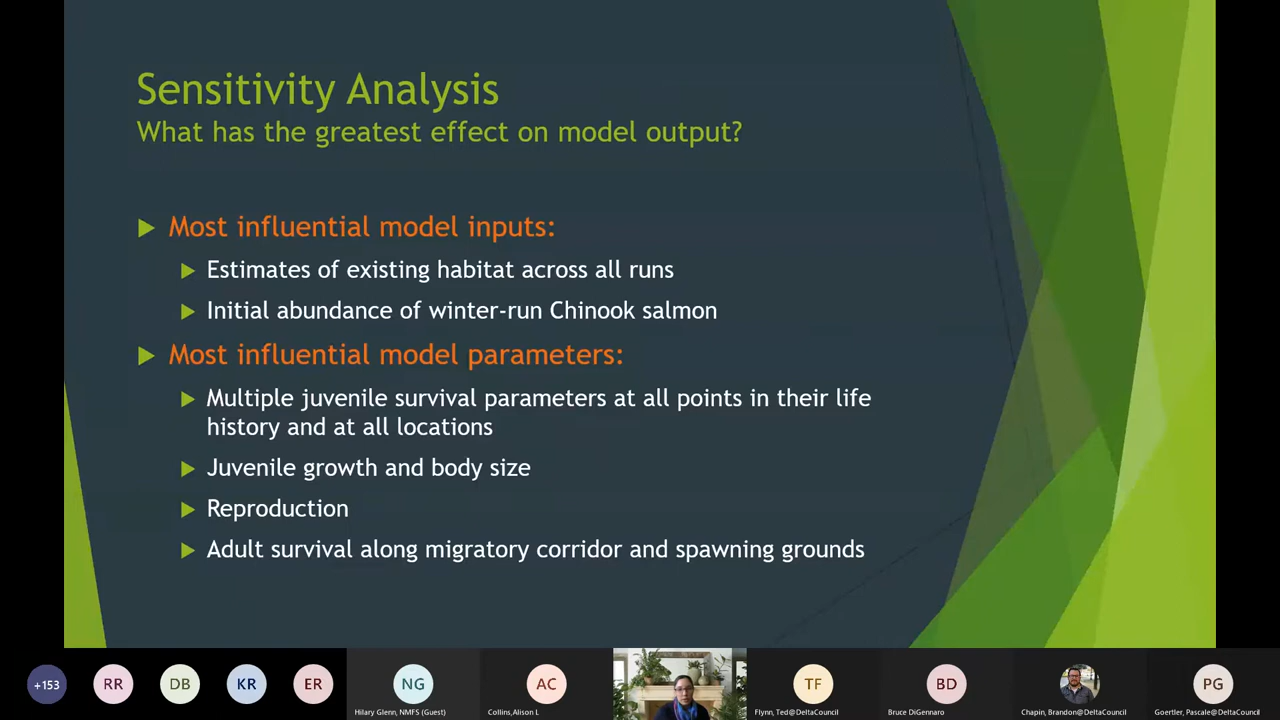 Sensitivity Analysis
What has the greatest effect on model output?
Most influential model inputs:
Estimates of existing habitat across all runs
Initial abundance of winter-run Chinook salmon
Most influential model parameters:
Multiple juvenile survival parameters at all points in their life
history and at all locations
Juvenile growth and body size
Reproduction
Adult survival along migratory corridor and spawning grounds
+153
RR
DB
KR
ER
NG
AC
TF
BD
PG
Hilary Glenn, NMFS (Guest)
Collins,Alison L
Flynn, Ted@DeltaCouncil
Bruce DiGennaro
Chapin, Brandon@DeltaCouncil
Goertler, Pascale@DeltaCouncil